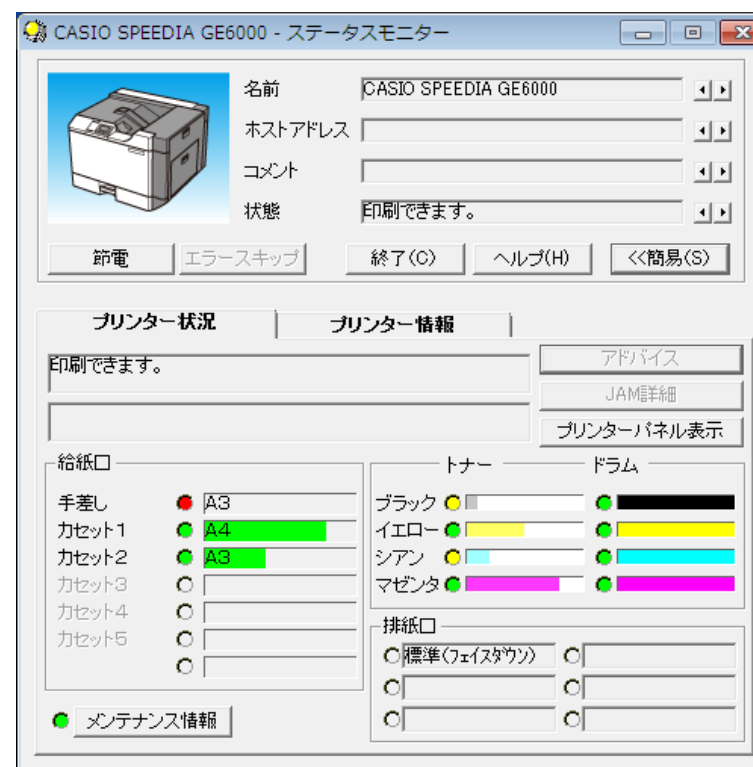 CASIO SPEEDIA GE6000 - ステータスモニター
名前 CASIO SPEEDIA GE6000
ホストアドレス
コメント
状態 印刷できます。
節電 エラースキップ 終了(C) ヘルプ(H) <<簡易(S)
プリンター状況 プリンター情報
印刷できます。
アドバイス
JAM詳細
プリンターパネル表示
給紙口
手差し A3
カセット1 A4
カセット2 A3
カセット3
カセット4
カセット5
メンテナンス情報
トナー ドラム
ブラック
イエロー
シアン
マゼンタ
排紙口
標準(フェイスダウン)